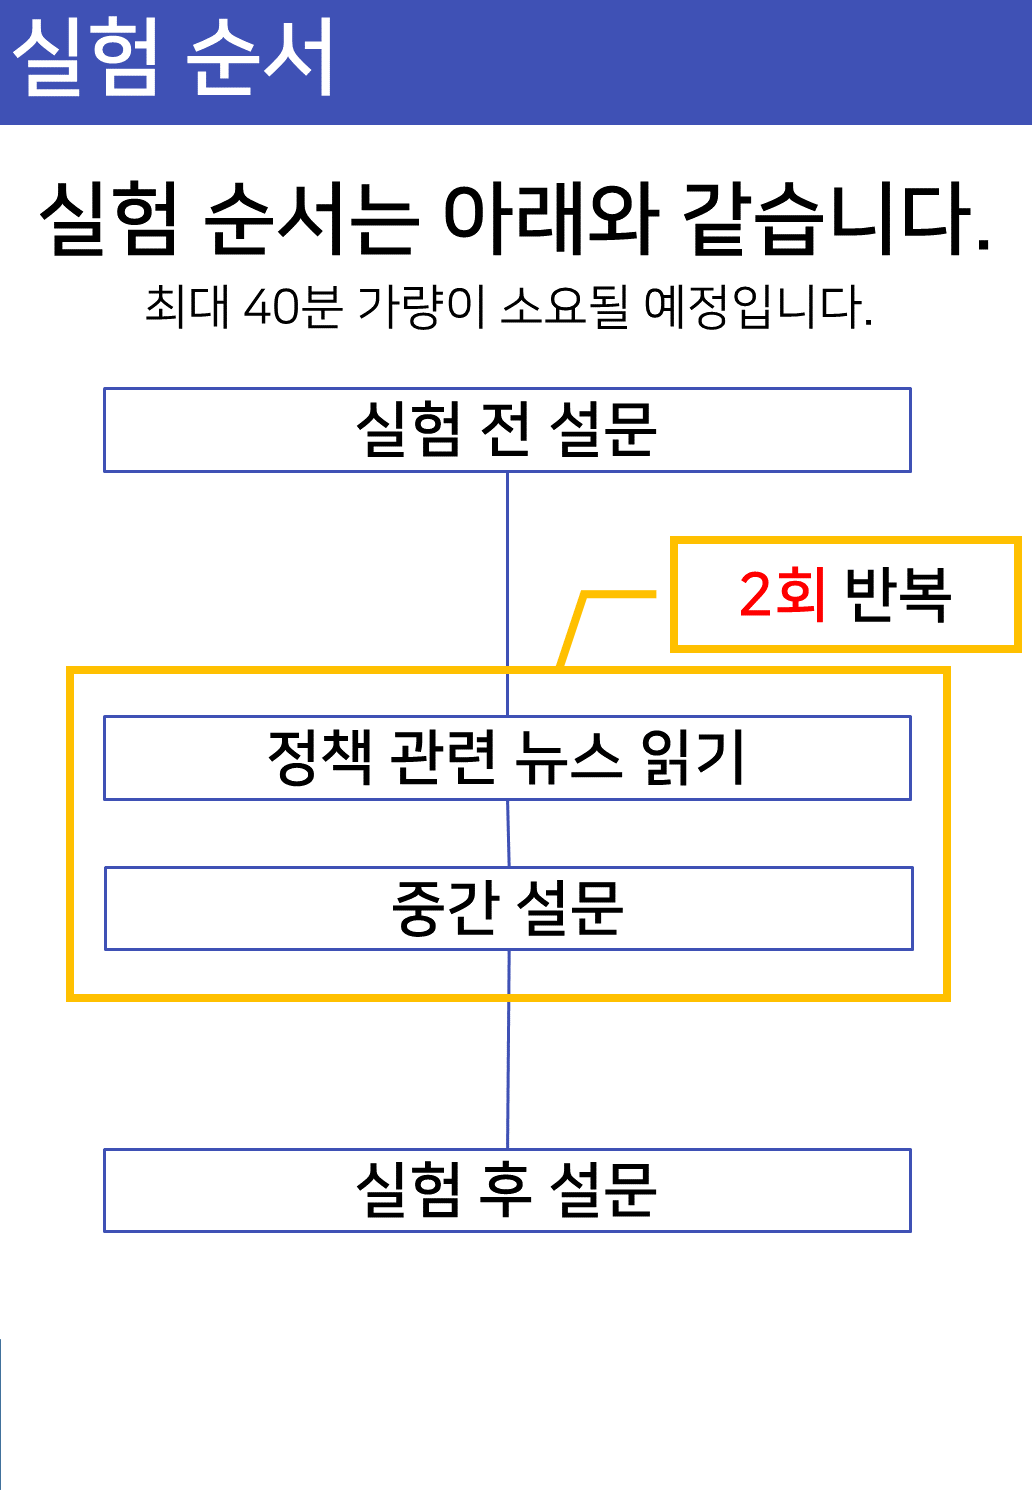 실험 순서
실험 순서는 아래와 같습니다.
최대 40분 가량이 소요될 예정입니다.
실험 전 설문
2회 반복
정책 관련 뉴스 읽기
중간 설문
실험 후 설문